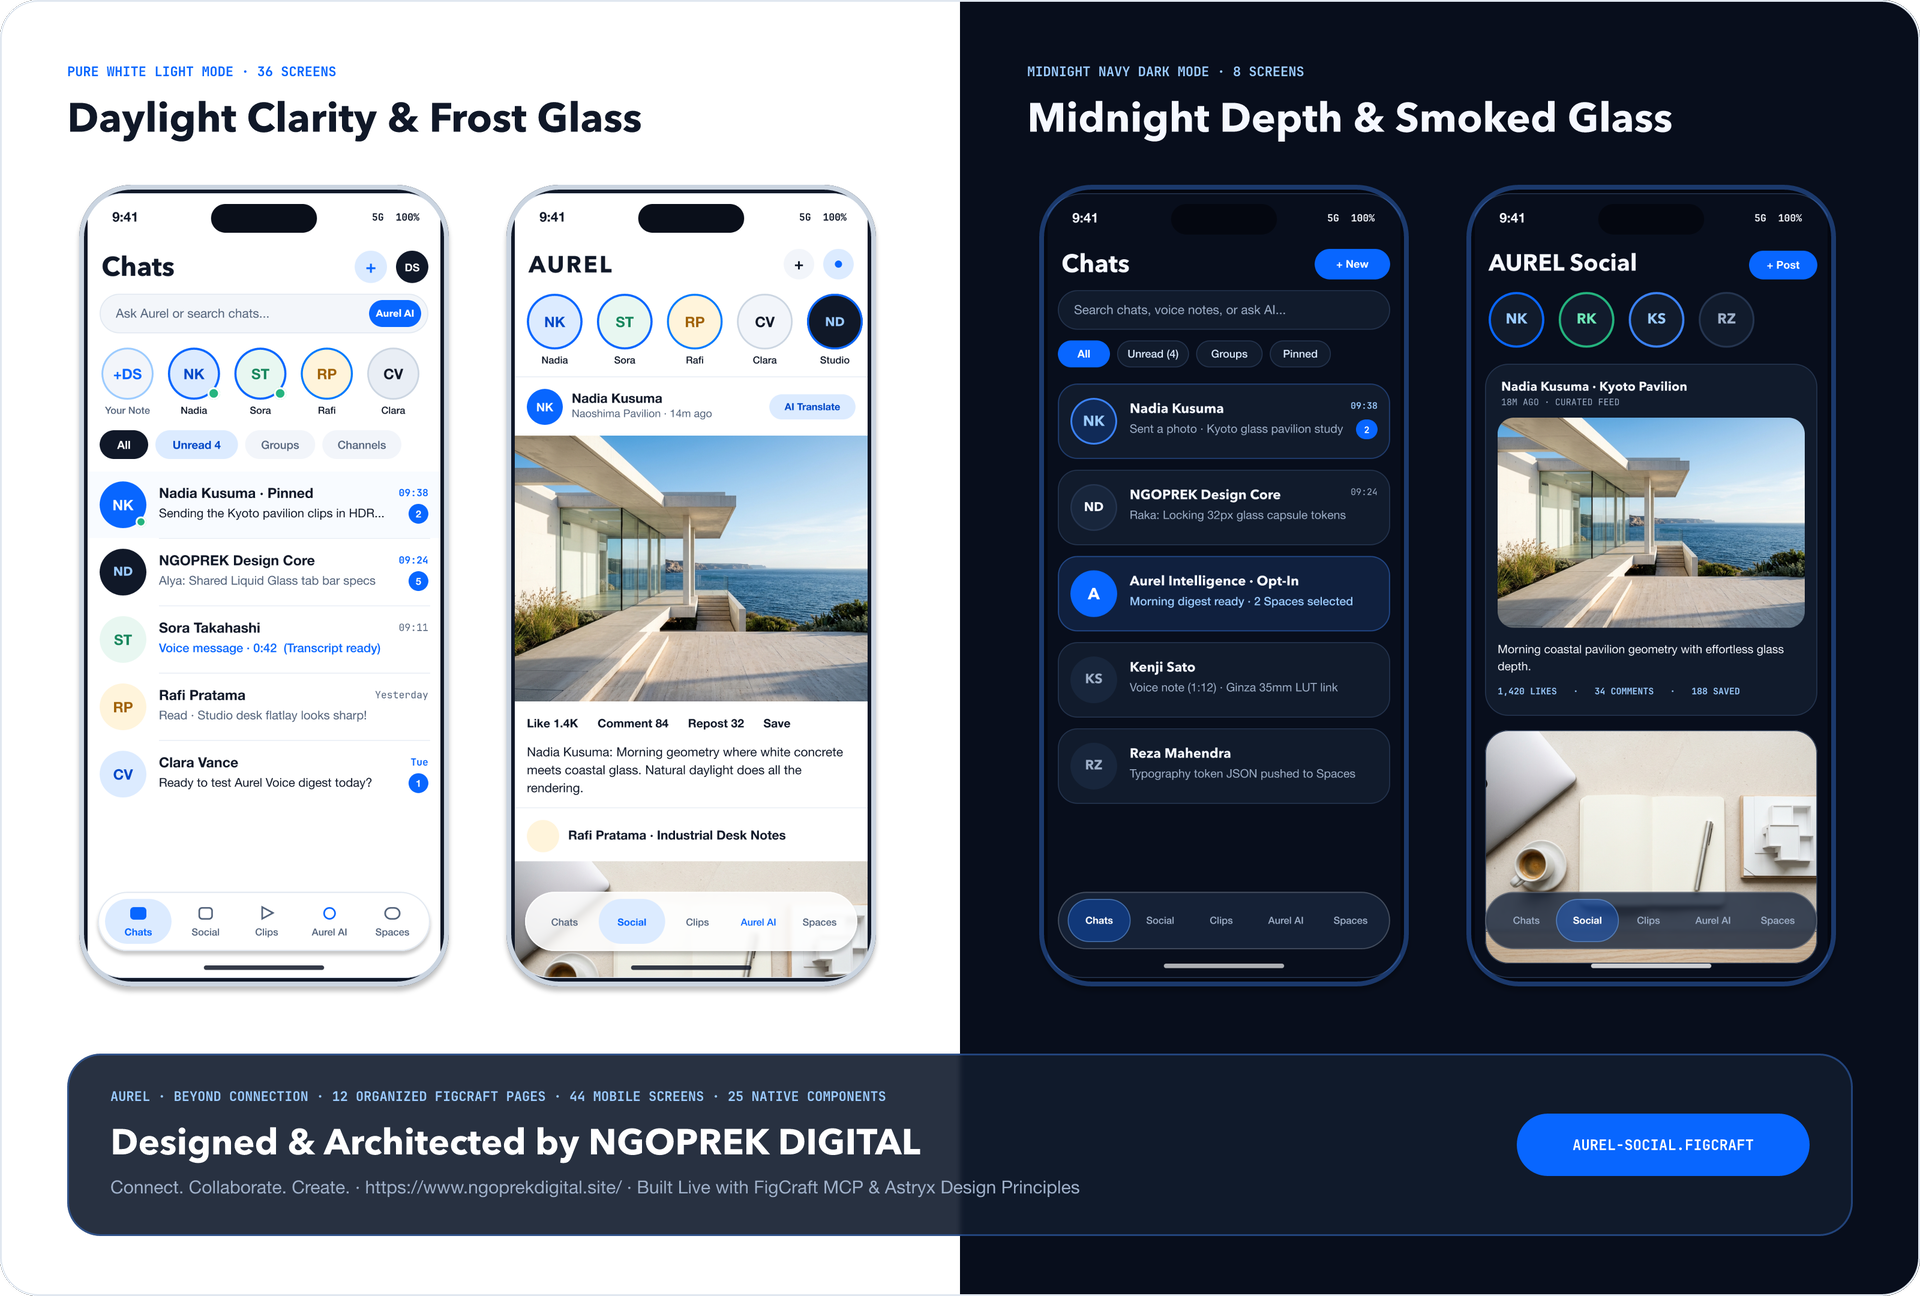 PURE WHITE LIGHT MODE · 36 SCREENS
Daylight Clarity & Frost Glass
9:41
5G 100%
Chats
+
DS
Ask Aurel or search chats...
Aurel AI
+DS
NK
ST
RP
CV
Your Note
Nadia
Sora
Rafi
Clara
All
Unread 4
Groups
Channels
NK
Nadia Kusuma · Pinned
09:38
Sending the Kyoto pavilion clips in HDR...
2
ND
NGOPREK Design Core
09:24
Alya: Shared Liquid Glass tab bar specs
5
ST
Sora Takahashi
09:11
Voice message · 0:42 (Transcript ready)
RP
Rafi Pratama
Yesterday
Read · Studio desk flatlay looks sharp!
CV
Clara Vance
Tue
Ready to test Aurel Voice digest today?
1
Chats
Social
Clips
Aurel AI
Spaces
9:41
5G 100%
AUREL
+
NK
ST
RP
CV
ND
Nadia
Sora
Rafi
Clara
Studio
NK
Nadia Kusuma
Naoshima Pavilion · 14m ago
AI Translate
Like 1.4K
Comment 84
Repost 32
Save
Nadia Kusuma: Morning geometry where white concrete
meets coastal glass. Natural daylight does all the
rendering.
Rafi Pratama · Industrial Desk Notes
Chats
Social
Clips
Aurel AI
Spaces
MIDNIGHT NAVY DARK MODE · 8 SCREENS
Midnight Depth & Smoked Glass
9:41
5G 100%
Chats
+ New
Search chats, voice notes, or ask AI...
All
Unread (4)
Groups
Pinned
NK
Nadia Kusuma
09:38
Sent a photo · Kyoto glass pavilion study
2
ND
NGOPREK Design Core
09:24
Raka: Locking 32px glass capsule tokens
A
Aurel Intelligence · Opt-In
Morning digest ready · 2 Spaces selected
KS
Kenji Sato
Voice note (1:12) · Ginza 35mm LUT link
RZ
Reza Mahendra
Typography token JSON pushed to Spaces
Chats
Social
Clips
Aurel AI
Spaces
9:41
5G 100%
AUREL Social
+ Post
NK
RK
KS
RZ
Nadia Kusuma · Kyoto Pavilion
18M AGO · CURATED FEED
Morning coastal pavilion geometry with effortless glass
depth.
1,420 LIKES · 34 COMMENTS · 188 SAVED
Chats
Social
Clips
Aurel AI
Spaces
AUREL · BEYOND CONNECTION · 12 ORGANIZED FIGCRAFT PAGES · 44 MOBILE SCREENS · 25 NATIVE COMPONENTS
Designed & Architected by NGOPREK DIGITAL
Connect. Collaborate. Create. · https://www.ngoprekdigital.site/ · Built Live with FigCraft MCP & Astryx Design Principles
AUREL-SOCIAL.FIGCRAFT